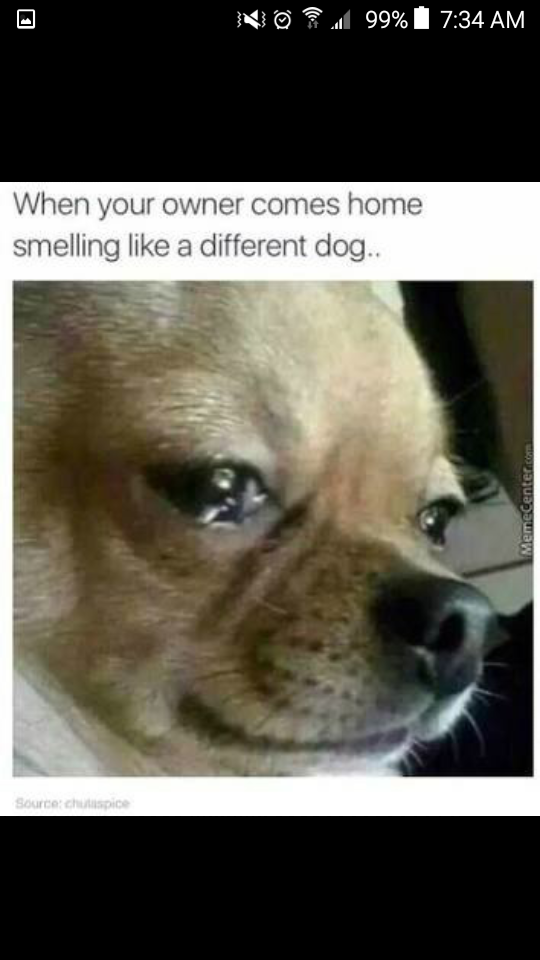 99% 7:34 AM
When your owner comes home
smelling like a different dog..
MemeCenter.com
Source: chulaspice